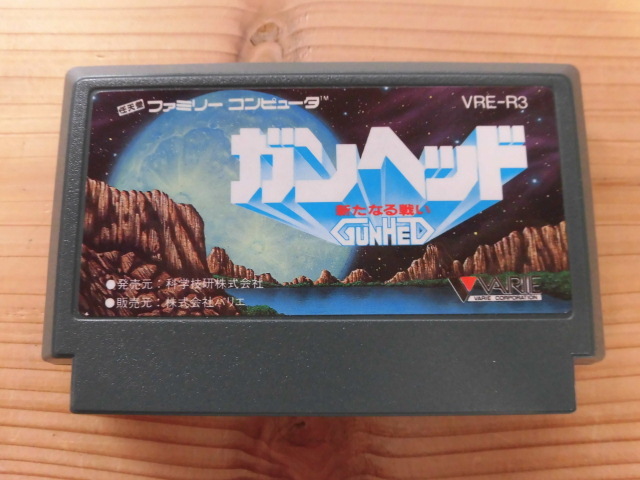 任天堂 ファミリー コンピュータ™
VRE-R3
ガンヘッド
新たなる戦い
GUNHED
●発売元：科学技研株式会社
●販売元：株式会社バリエ
VARIE
VARIE CORPORATION